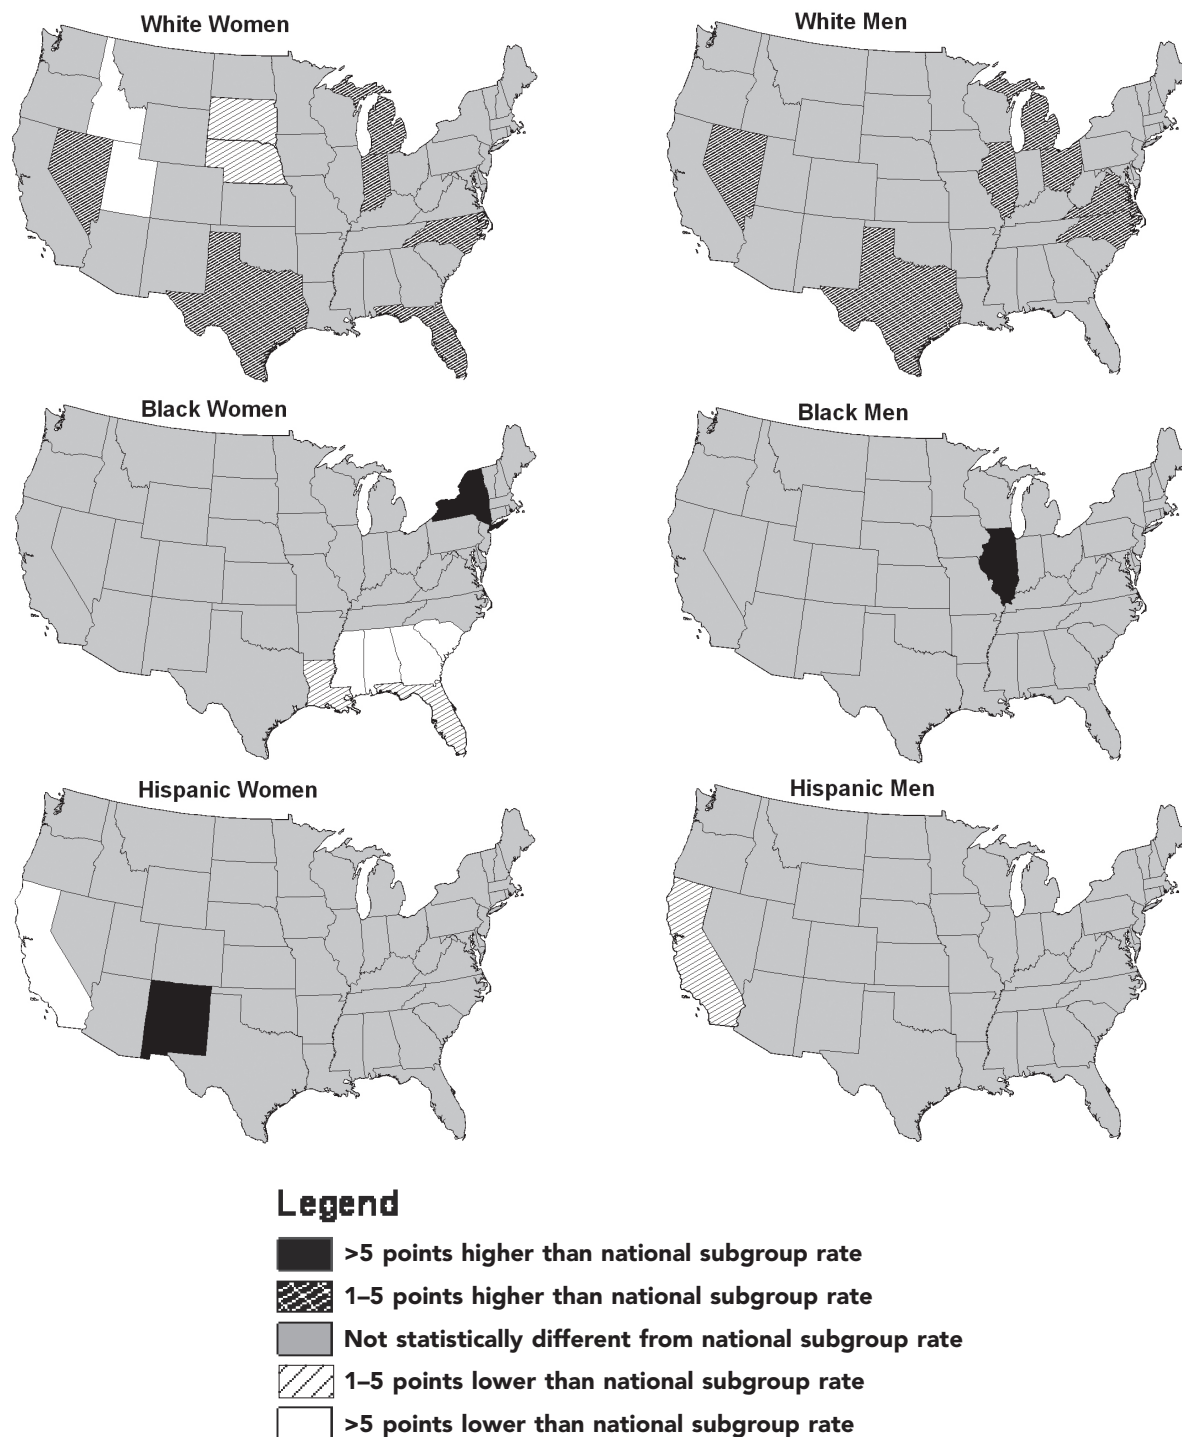 White Women
White Men
Black Women
Black Men
Hispanic Women
Hispanic Men
Legend
>5 points higher than national subgroup rate
1–5 points higher than national subgroup rate
Not statistically different from national subgroup rate
1–5 points lower than national subgroup rate
>5 points lower than national subgroup rate